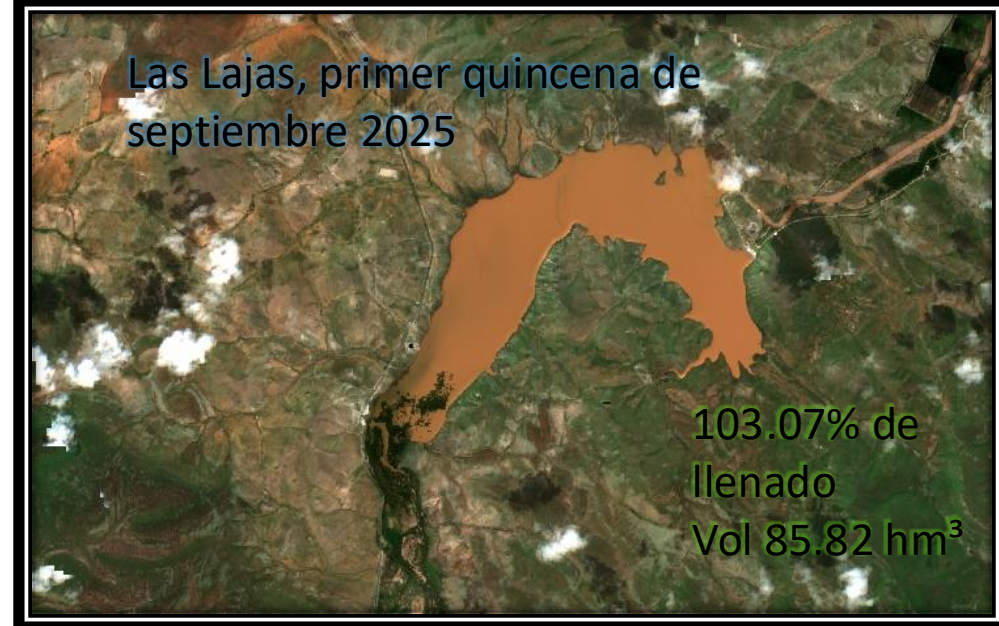 Las Lajas, primer quincena de
septiembre 2025
103.07% de
llenado
Vol 85.82 hm³